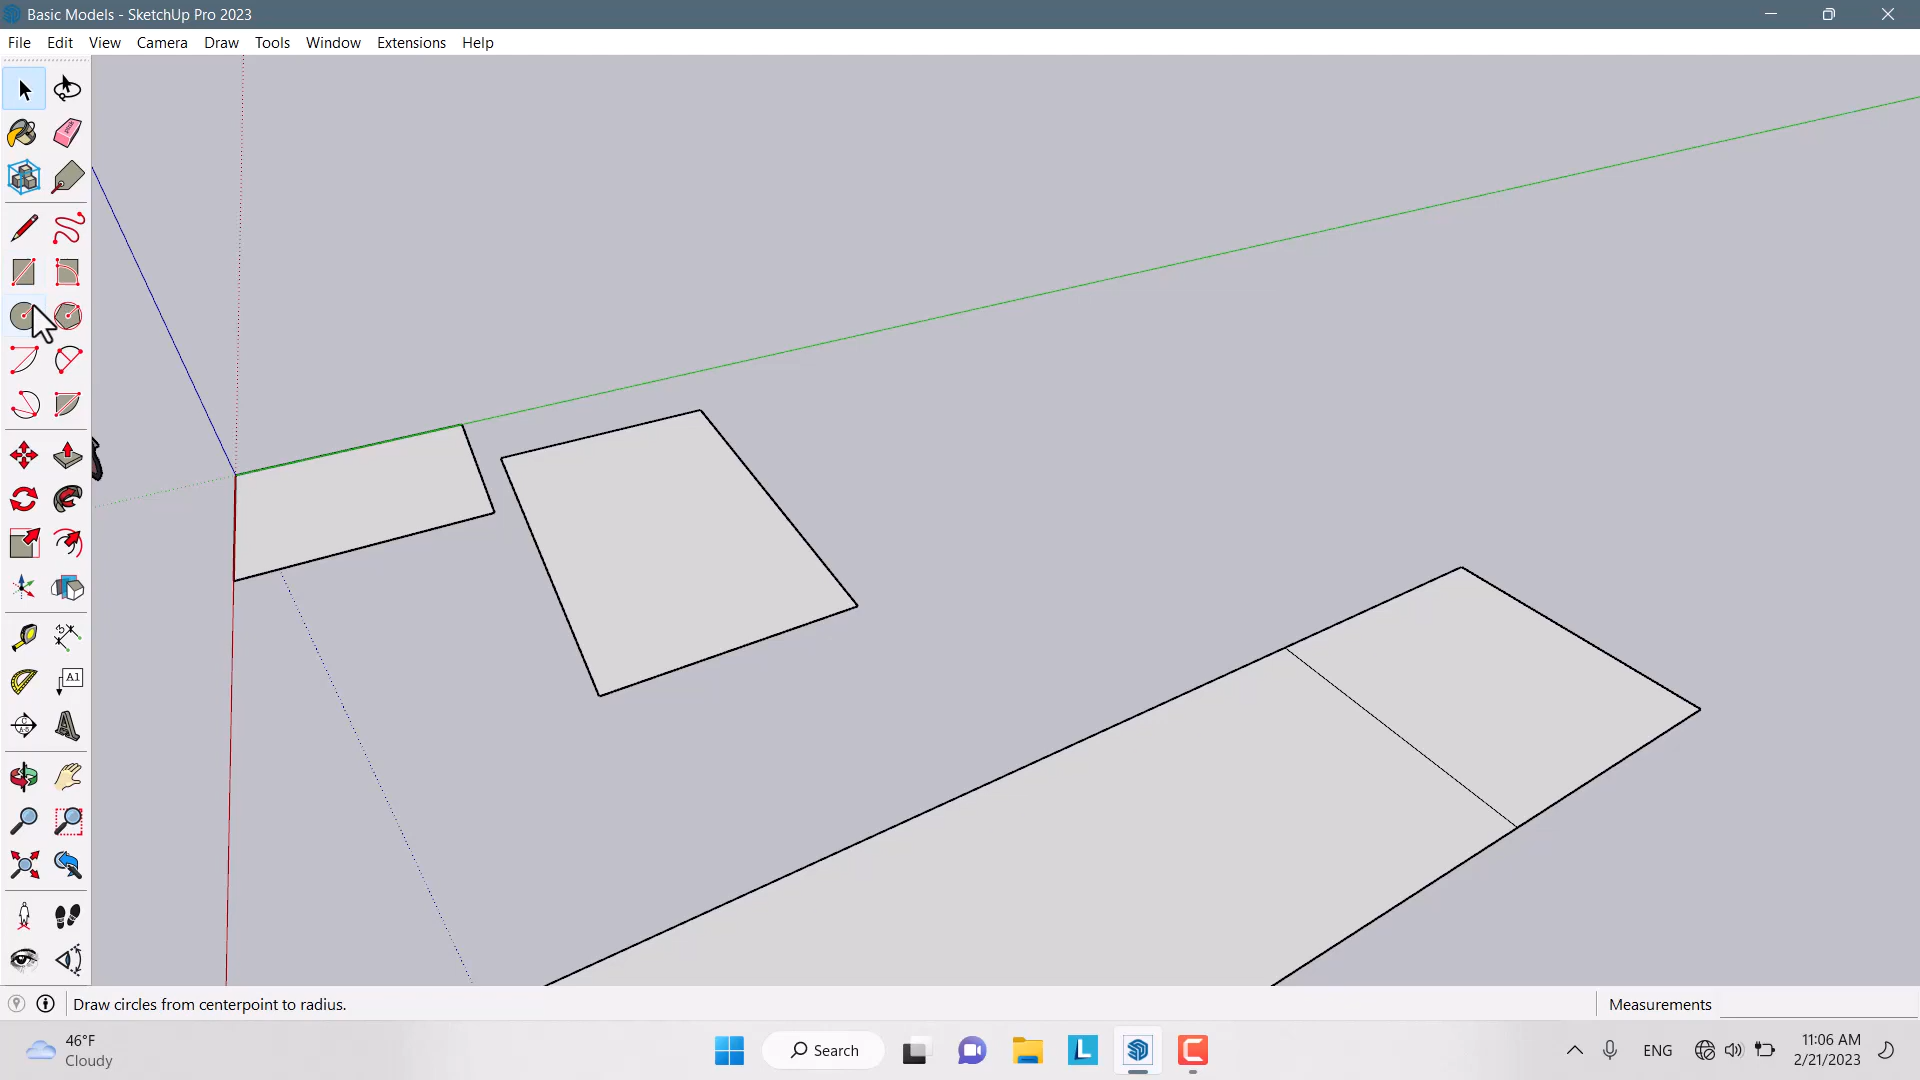 Basic Models - SketchUp Pro 2023
File Edit View Camera Draw Tools Window Extensions Help
A1
Draw circles from centerpoint to radius.
Measurements
46°F
Cloudy
Search
ENG
11:06 AM
2/21/2023